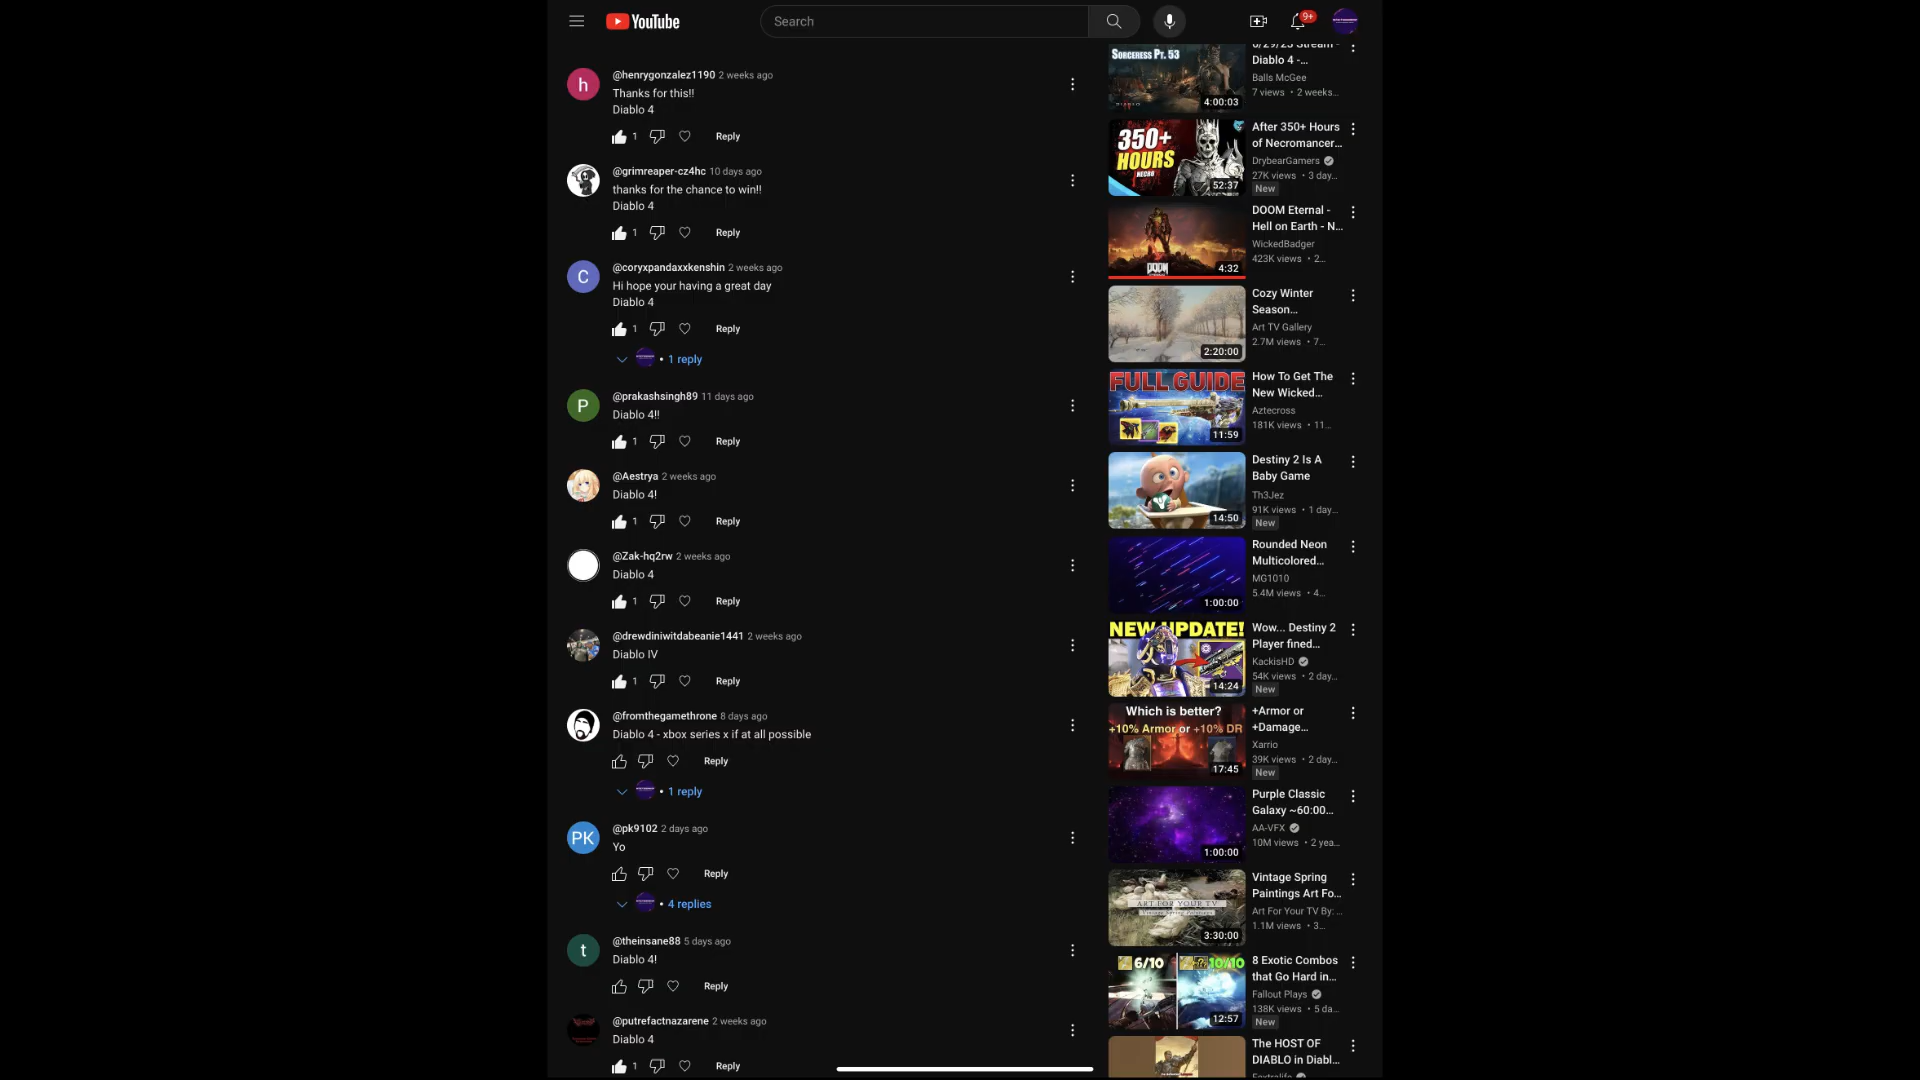 YouTube
Search
9+
@henrygonzalez1190 2 weeks ago
Thanks for this!!
Diablo 4
1 Reply
@grimreaper-cz4hc 10 days ago
thanks for the chance to win!!
Diablo 4
1 Reply
C
@coryxpandaxxkenshin 2 weeks ago
Hi hope your having a great day
Diablo 4
1 Reply
• 1 reply
P
@prakashsingh89 11 days ago
Diablo 4!!
1 Reply
@Aestrya 2 weeks ago
Diablo 4!
1 Reply
@Zak-hq2rw 2 weeks ago
Diablo 4
1 Reply
@drewdiniwitdabeanie1441 2 weeks ago
Diablo IV
1 Reply
@fromthegamethrone 8 days ago
Diablo 4 - xbox series x if at all possible
Reply
• 1 reply
PK
@pk9102 2 days ago
Yo
Reply
• 4 replies
t
@theinsane88 5 days ago
Diablo 4!
Reply
@putrefactnazarene 2 weeks ago
Diablo 4
1 Reply
h
SORCERESS PT. 53
4:00:03
6/29/23 Stream -
Diablo 4 -...
Balls McGee
7 views • 2 weeks...
350+
HOURS
NECRO
52:37
After 350+ Hours
of Necromancer...
DrybearGamers
27K views • 3 day...
New
DOOM
4:32
DOOM Eternal -
Hell on Earth - N...
WickedBadger
423K views • 2...
2:20:00
Cozy Winter
Season...
Art TV Gallery
2.7M views • 7...
FULL GUIDE
11:59
How To Get The
New Wicked...
Aztecross
181K views • 11...
14:50
Destiny 2 Is A
Baby Game
Th3Jez
91K views • 1 day...
New
1:00:00
Rounded Neon
Multicolored...
MG1010
5.4M views • 4...
NEW UPDATE!
14:24
Wow... Destiny 2
Player fined...
KackisHD
54K views • 2 day...
New
Which is better?
+10% Armor or +10% DR
17:45
+Armor or
+Damage...
Xarrio
39K views • 2 day...
New
1:00:00
Purple Classic
Galaxy ~60:00...
AA-VFX
10M views • 2 yea...
ART FOR YOUR TV
3:30:00
Vintage Spring
Paintings Art Fo...
Art For Your TV By: ...
1.1M views • 3...
6/10 10/10
12:57
8 Exotic Combos
that Go Hard in...
Fallout Plays
138K views • 5 da...
New
The HOST OF
DIABLO in Diabl...